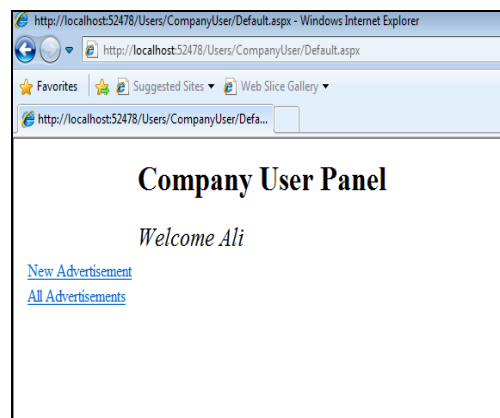 http://localhost:52478/Users/CompanyUser/Default.aspx - Windows Internet Explorer
http://localhost:52478/Users/CompanyUser/Default.aspx
Favorites Suggested Sites Web Slice Gallery
http://localhost:52478/Users/CompanyUser/Defa...
Company User Panel
Welcome Ali
New Advertisement
All Advertisements